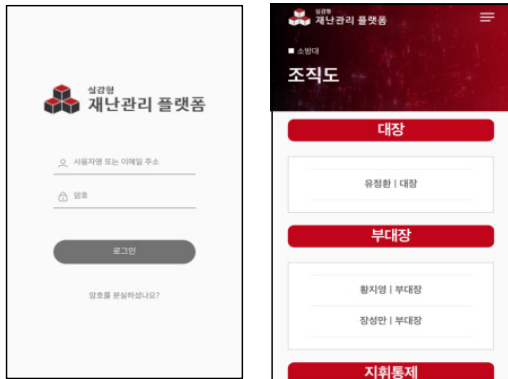 실감형
재난관리 플랫폼
사용자명 또는 이메일 주소
암호
로그인
암호를 분실하셨나요?
실감형
재난관리 플랫폼
소방대
조직도
대장
유정환 | 대장
부대장
황지영 | 부대장
장성만 | 부대장
지휘통제